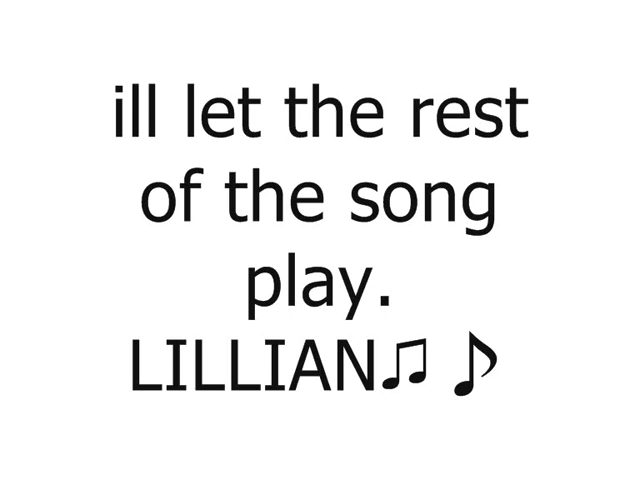 ill let the rest
of the song
play.
LILLIAN♫ ♪